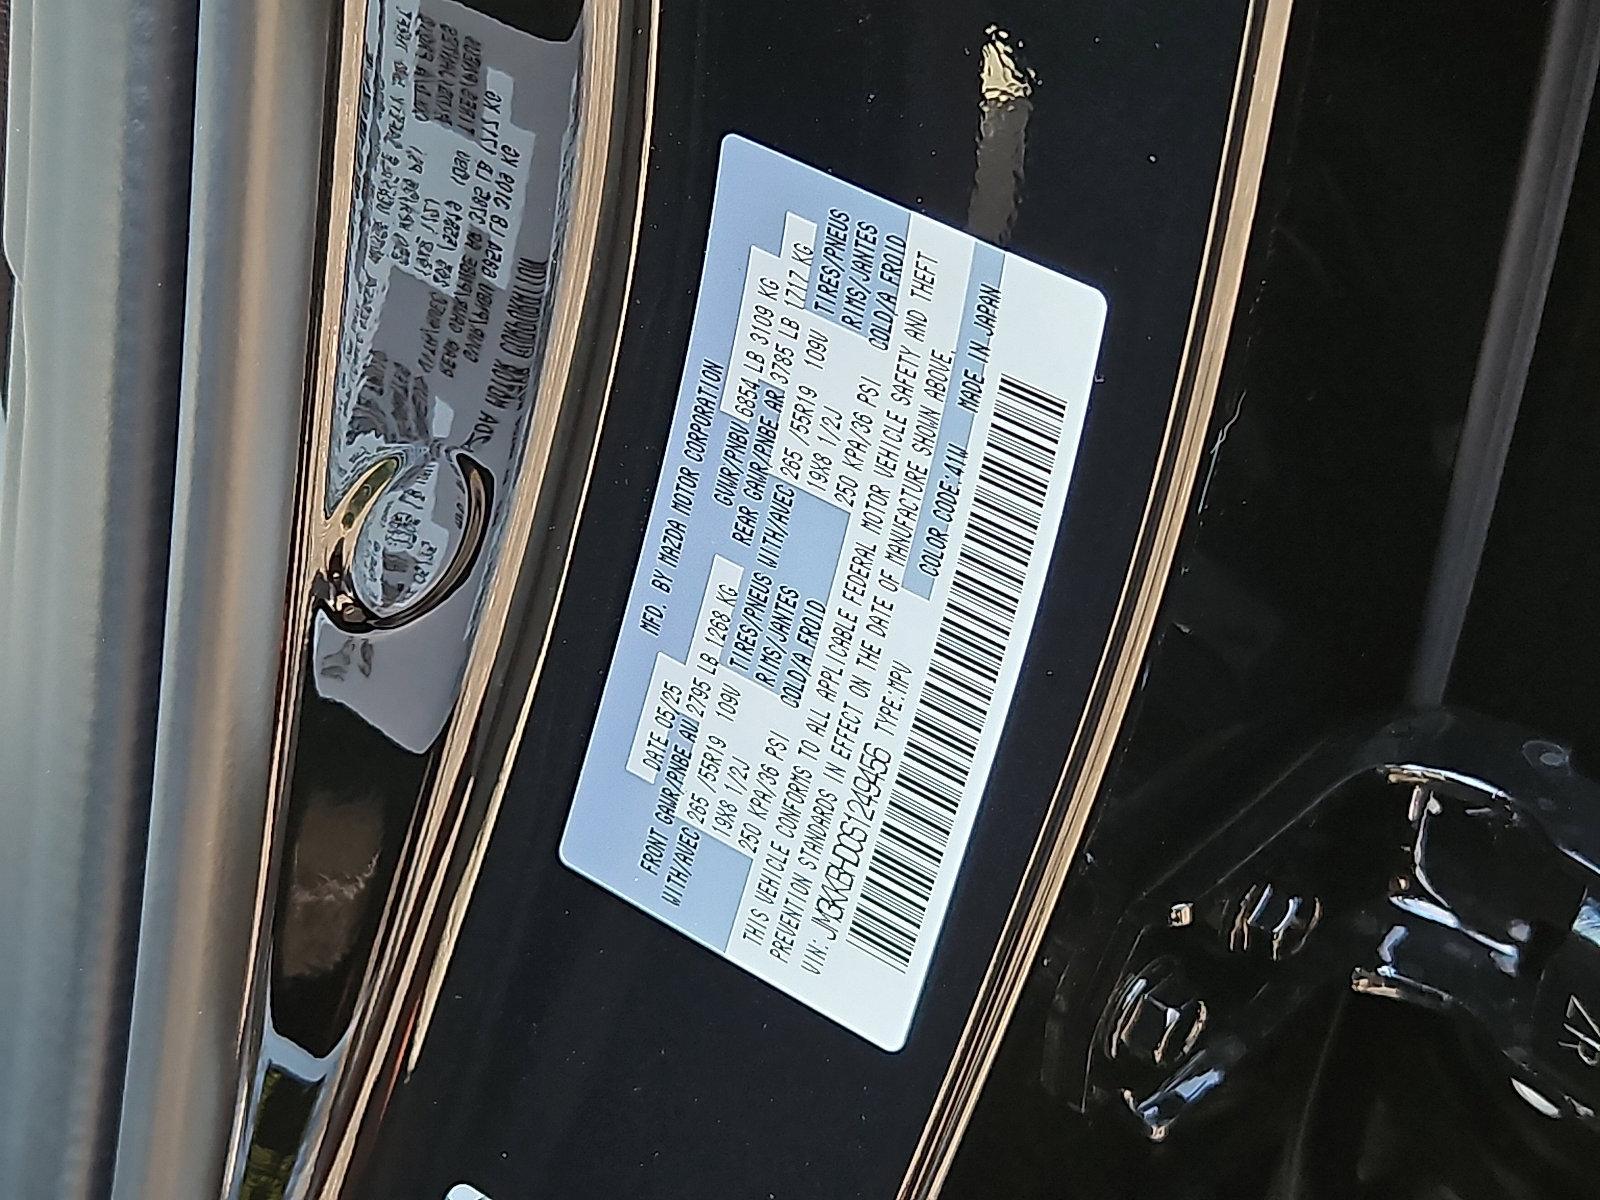 MFD. BY MAZDA MOTOR CORPORATION
DATE 05/25 GVWR/PNBV 6854 LB 3109 KG
FRONT GAWR/PNBE AV 2795 LB 1268 KG REAR GAWR/PNBE AR 3785 LB 1717 KG
WITH/AVEC 265 /55R19 109V TIRES/PNEUS WITH/AVEC 265 /55R19 109V TIRES/PNEUS
19X8 1/2J RIMS/JANTES 19X8 1/2J RIMS/JANTES
250 KPA/36 PSI COLD/A FROID 250 KPA/36 PSI COLD/A FROID
THIS VEHICLE CONFORMS TO ALL APPLICABLE FEDERAL MOTOR VEHICLE SAFETY AND THEFT
PREVENTION STANDARDS IN EFFECT ON THE DATE OF MANUFACTURE SHOWN ABOVE.
VIN: JM3KKBHD0S1249456 TYPE:MPV COLOR CODE:41W MADE IN JAPAN